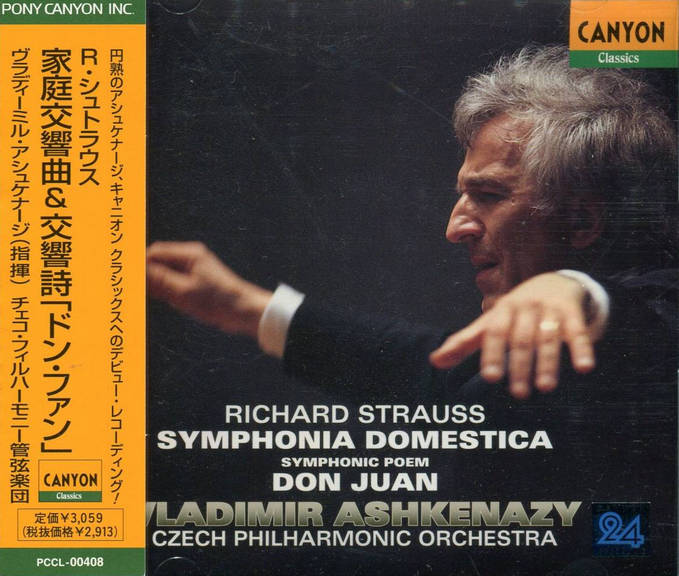 PONY CANYON INC.
円熟のアシュケナージ、キャニオン クラシックスへのデビュー・レコーディング!
R・シュトラウス
家庭交響曲&交響詩「ドン・ファン」
ヴラディーミル・アシュケナージ(指揮) チェコ・フィルハーモニー管弦楽団
CANYON
Classics
定価¥3,059
(税抜価格¥2,913)
PCCL-00408
CANYON
Classics
RICHARD STRAUSS
SYMPHONIA DOMESTICA
SYMPHONIC POEM
DON JUAN
VLADIMIR ASHKENAZY
CZECH PHILHARMONIC ORCHESTRA
24